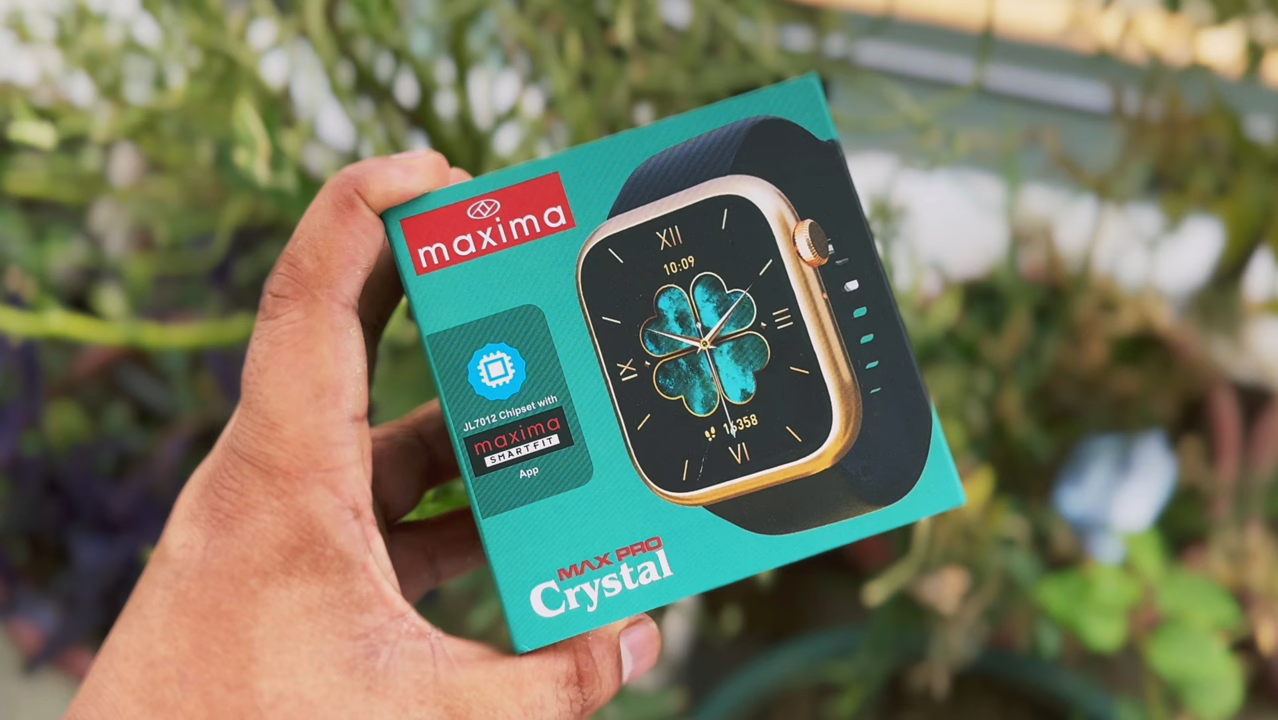 maxima
XII
10:09
III
IX
16358
VI
JL7012 Chipset with
maxima
SMARTFIT
App
MAX PRO
Crystal